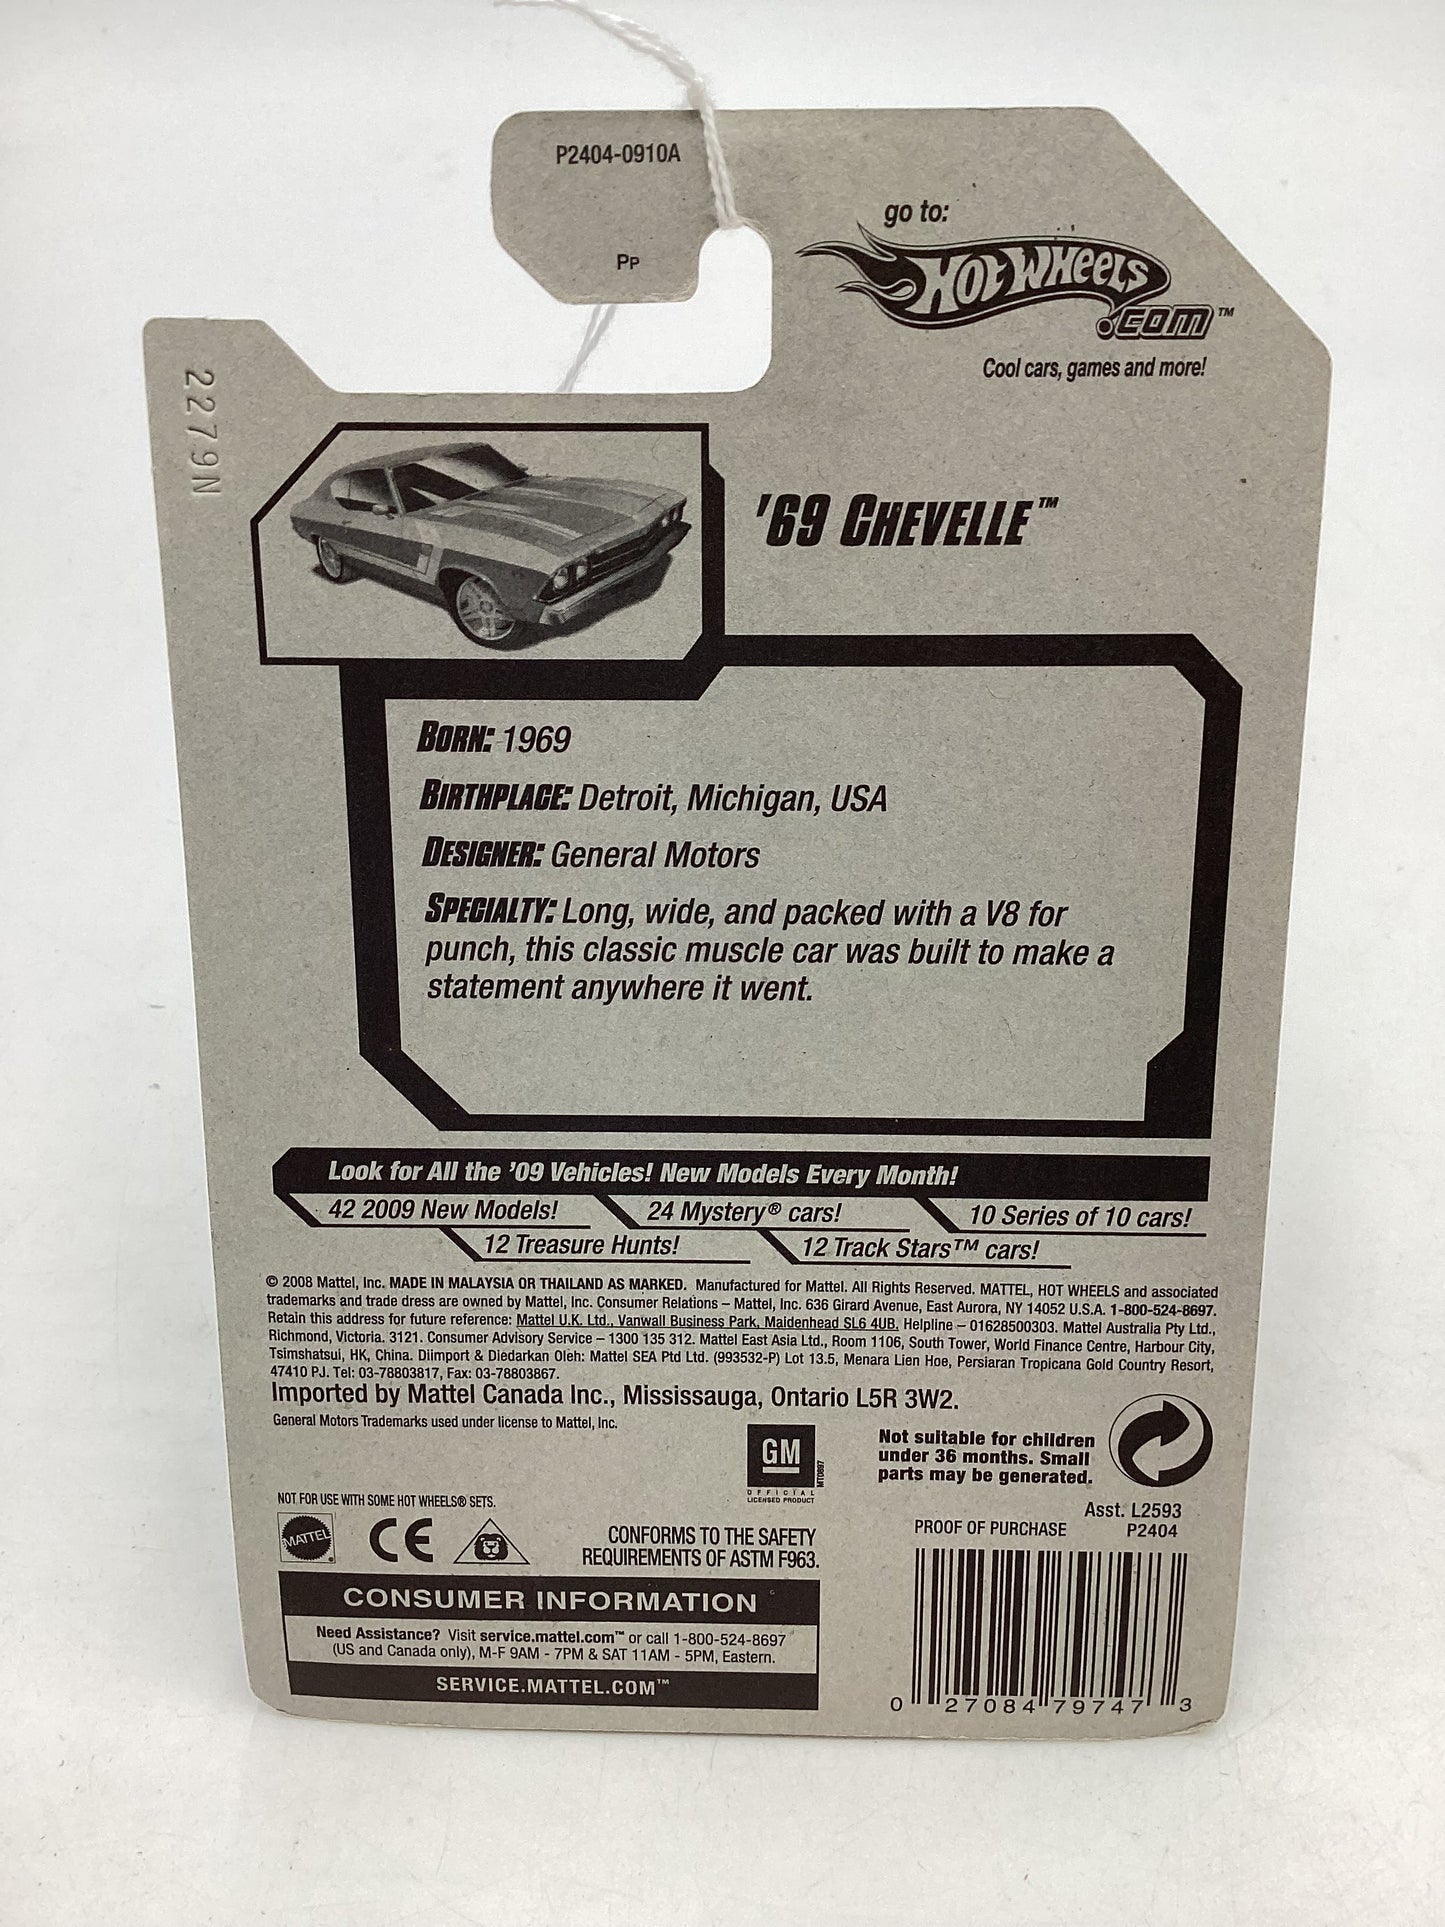 P2404-0910A
PP
go to:
HOT WHEELS
.COM™
Cool cars, games and more!
2279N
'69 CHEVELLE™
BORN: 1969
BIRTHPLACE: Detroit, Michigan, USA
DESIGNER: General Motors
SPECIALTY: Long, wide, and packed with a V8 for
punch, this classic muscle car was built to make a
statement anywhere it went.
Look for All the '09 Vehicles! New Models Every Month!
42 2009 New Models!
24 Mystery® cars!
10 Series of 10 cars!
12 Treasure Hunts!
12 Track Stars™ cars!
© 2008 Mattel, Inc. MADE IN MALAYSIA OR THAILAND AS MARKED. Manufactured for Mattel. All Rights Reserved. MATTEL, HOT WHEELS and associated
trademarks and trade dress are owned by Mattel, Inc. Consumer Relations – Mattel, Inc. 636 Girard Avenue, East Aurora, NY 14052 U.S.A. 1-800-524-8697.
Retain this address for future reference: Mattel U.K. Ltd., Vanwall Business Park, Maidenhead SL6 4UB. Helpline – 01628500303. Mattel Australia Pty Ltd.,
Richmond, Victoria. 3121. Consumer Advisory Service – 1300 135 312. Mattel East Asia Ltd., Room 1106, South Tower, World Finance Centre, Harbour City,
Tsimshatsui, HK, China. Diimport & Diedarkan Oleh: Mattel SEA Ptd Ltd. (993532-P) Lot 13.5, Menara Lien Hoe, Persiaran Tropicana Gold Country Resort,
47410 PJ. Tel: 03-78803817, Fax: 03-78803867.
Imported by Mattel Canada Inc., Mississauga, Ontario L5R 3W2.
General Motors Trademarks used under license to Mattel, Inc.
GM
MT0897
OFFICIAL
LICENSED PRODUCT
Not suitable for children
under 36 months. Small
parts may be generated.
NOT FOR USE WITH SOME HOT WHEELS® SETS.
MATTEL
CE
CONFORMS TO THE SAFETY
REQUIREMENTS OF ASTM F963.
Asst. L2593
PROOF OF PURCHASE P2404
CONSUMER INFORMATION
Need Assistance? Visit service.mattel.com™ or call 1-800-524-8697
(US and Canada only), M-F 9AM - 7PM & SAT 11AM - 5PM, Eastern.
SERVICE.MATTEL.COM™
0 27084 79747 3